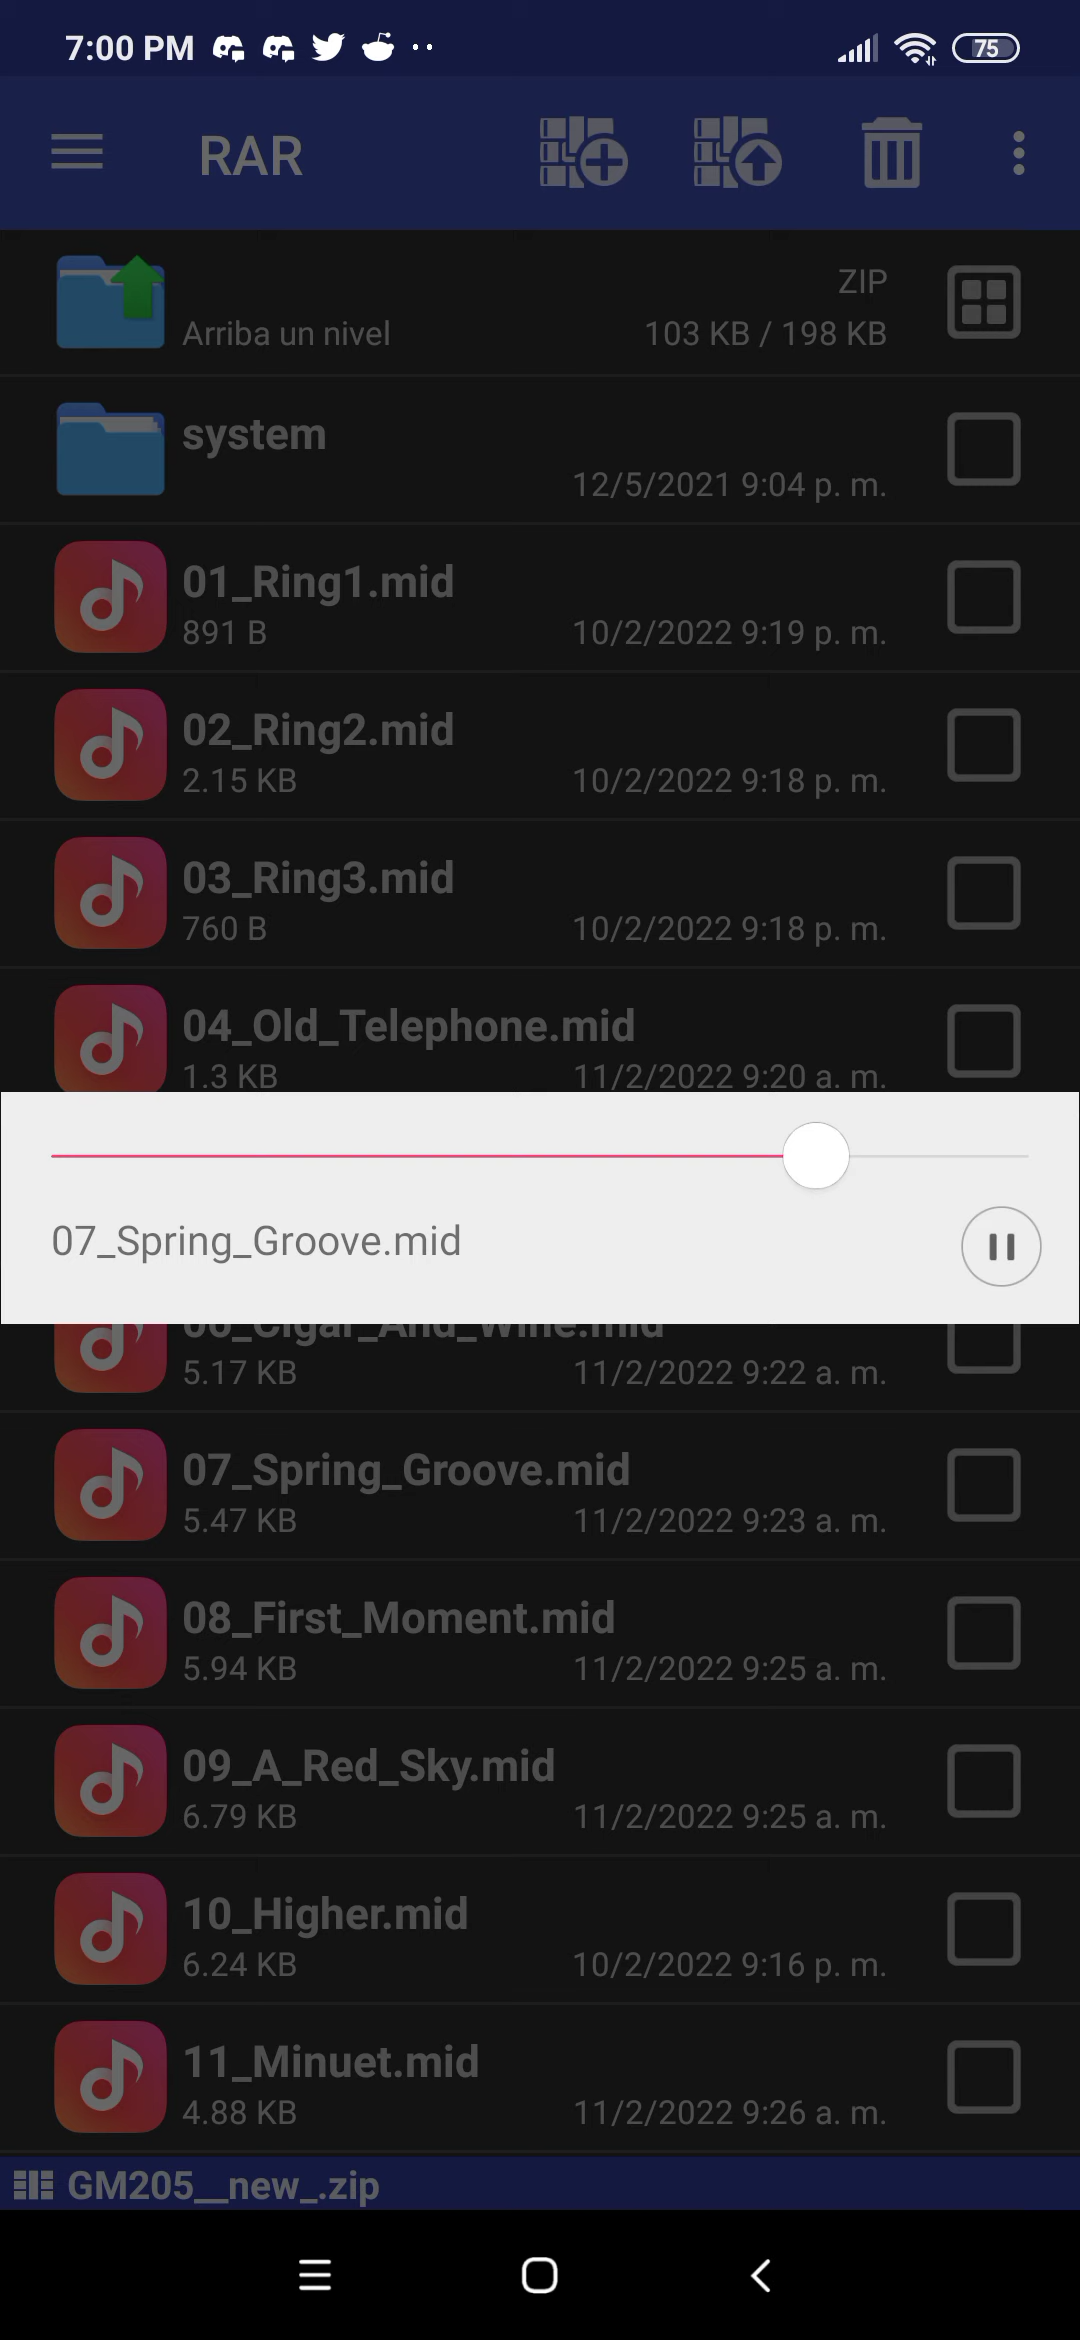 7:00 PM
75
RAR
ZIP
Arriba un nivel
103 KB / 198 KB
system
12/5/2021 9:04 p. m.
01_Ring1.mid
891 B
10/2/2022 9:19 p. m.
02_Ring2.mid
2.15 KB
10/2/2022 9:18 p. m.
03_Ring3.mid
760 B
10/2/2022 9:18 p. m.
04_Old_Telephone.mid
1.3 KB
11/2/2022 9:20 a. m.
07_Spring_Groove.mid
06_Cigar_And_Wine.mid
5.17 KB
11/2/2022 9:22 a. m.
07_Spring_Groove.mid
5.47 KB
11/2/2022 9:23 a. m.
08_First_Moment.mid
5.94 KB
11/2/2022 9:25 a. m.
09_A_Red_Sky.mid
6.79 KB
11/2/2022 9:25 a. m.
10_Higher.mid
6.24 KB
10/2/2022 9:16 p. m.
11_Minuet.mid
4.88 KB
11/2/2022 9:26 a. m.
GM205__new_.zip